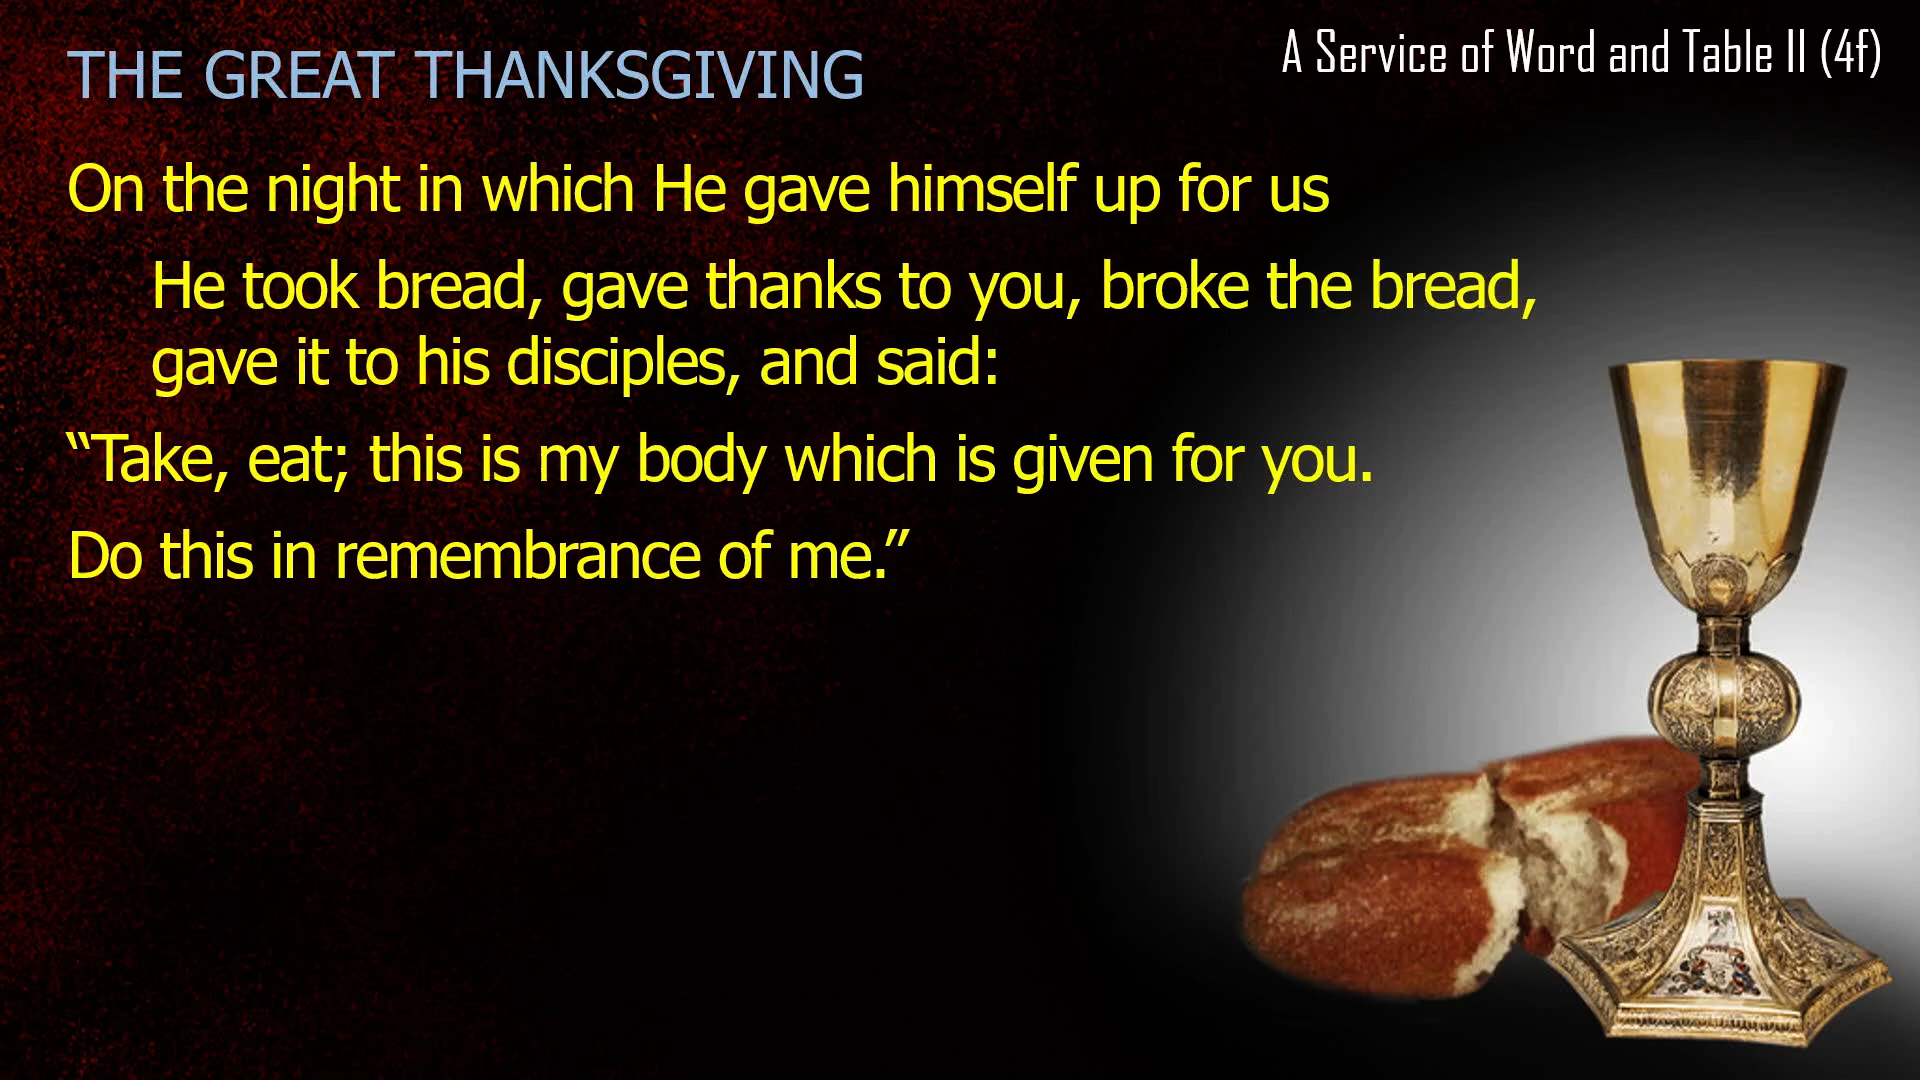 THE GREAT THANKSGIVING
A Service of Word and Table II (4f)
On the night in which He gave himself up for us
He took bread, gave thanks to you, broke the bread,
gave it to his disciples, and said:
“Take, eat; this is my body which is given for you.
Do this in remembrance of me.”